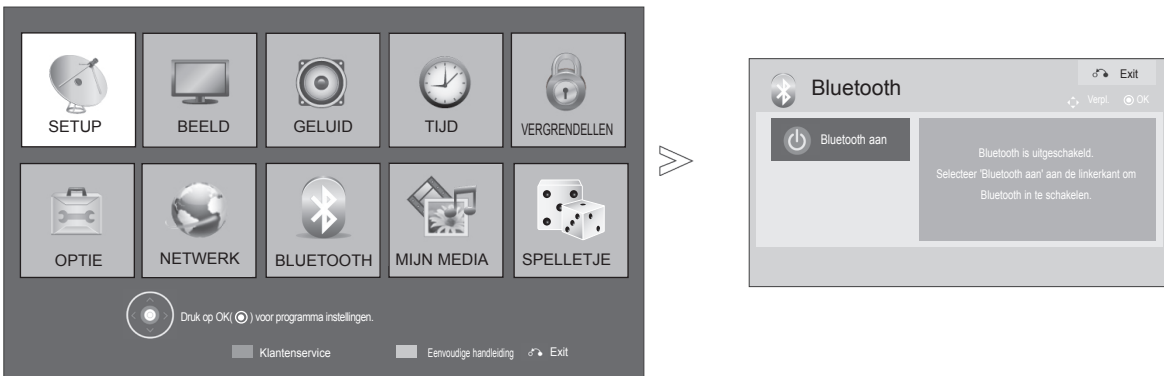 SETUP
BEELD
GELUID
TIJD
VERGRENDELLEN
OPTIE
NETWERK
BLUETOOTH
MIJN MEDIA
SPELLETJE
Druk op OK( ) voor programma instellingen.
Klantenservice
Eenvoudige handleiding
Exit
Bluetooth
Exit
Verpl.
OK
Bluetooth aan
Bluetooth is uitgeschakeld.
Selecteer 'Bluetooth aan' aan de linkerkant om
Bluetooth in te schakelen.